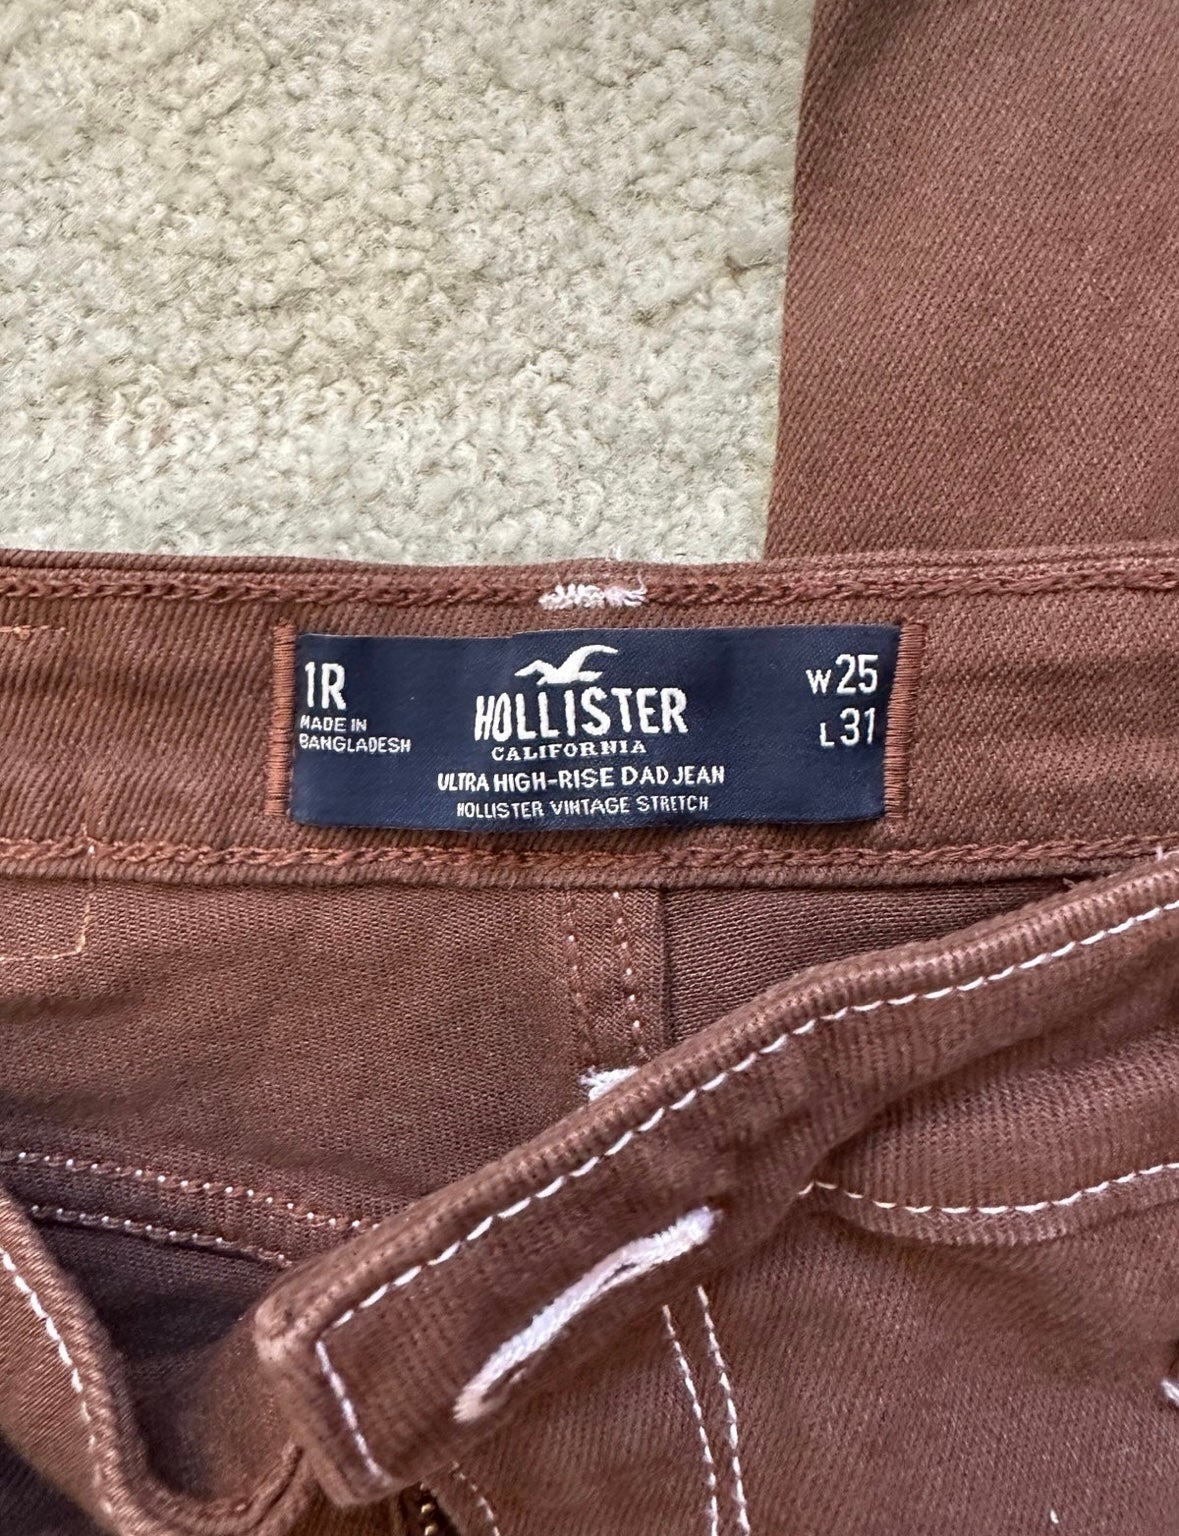 1R
MADE IN
BANGLADESH
HOLLISTER
CALIFORNIA
ULTRA HIGH-RISE DAD JEAN
HOLLISTER VINTAGE STRETCH
W25
L31